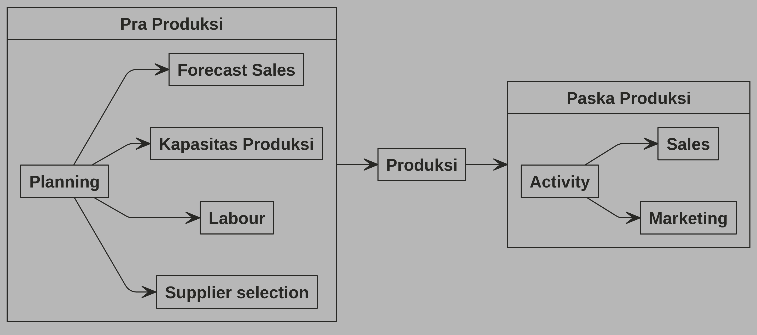 Pra Produksi
Forecast Sales
Kapasitas Produksi
Planning
Labour
Supplier selection
Produksi
Paska Produksi
Sales
Activity
Marketing